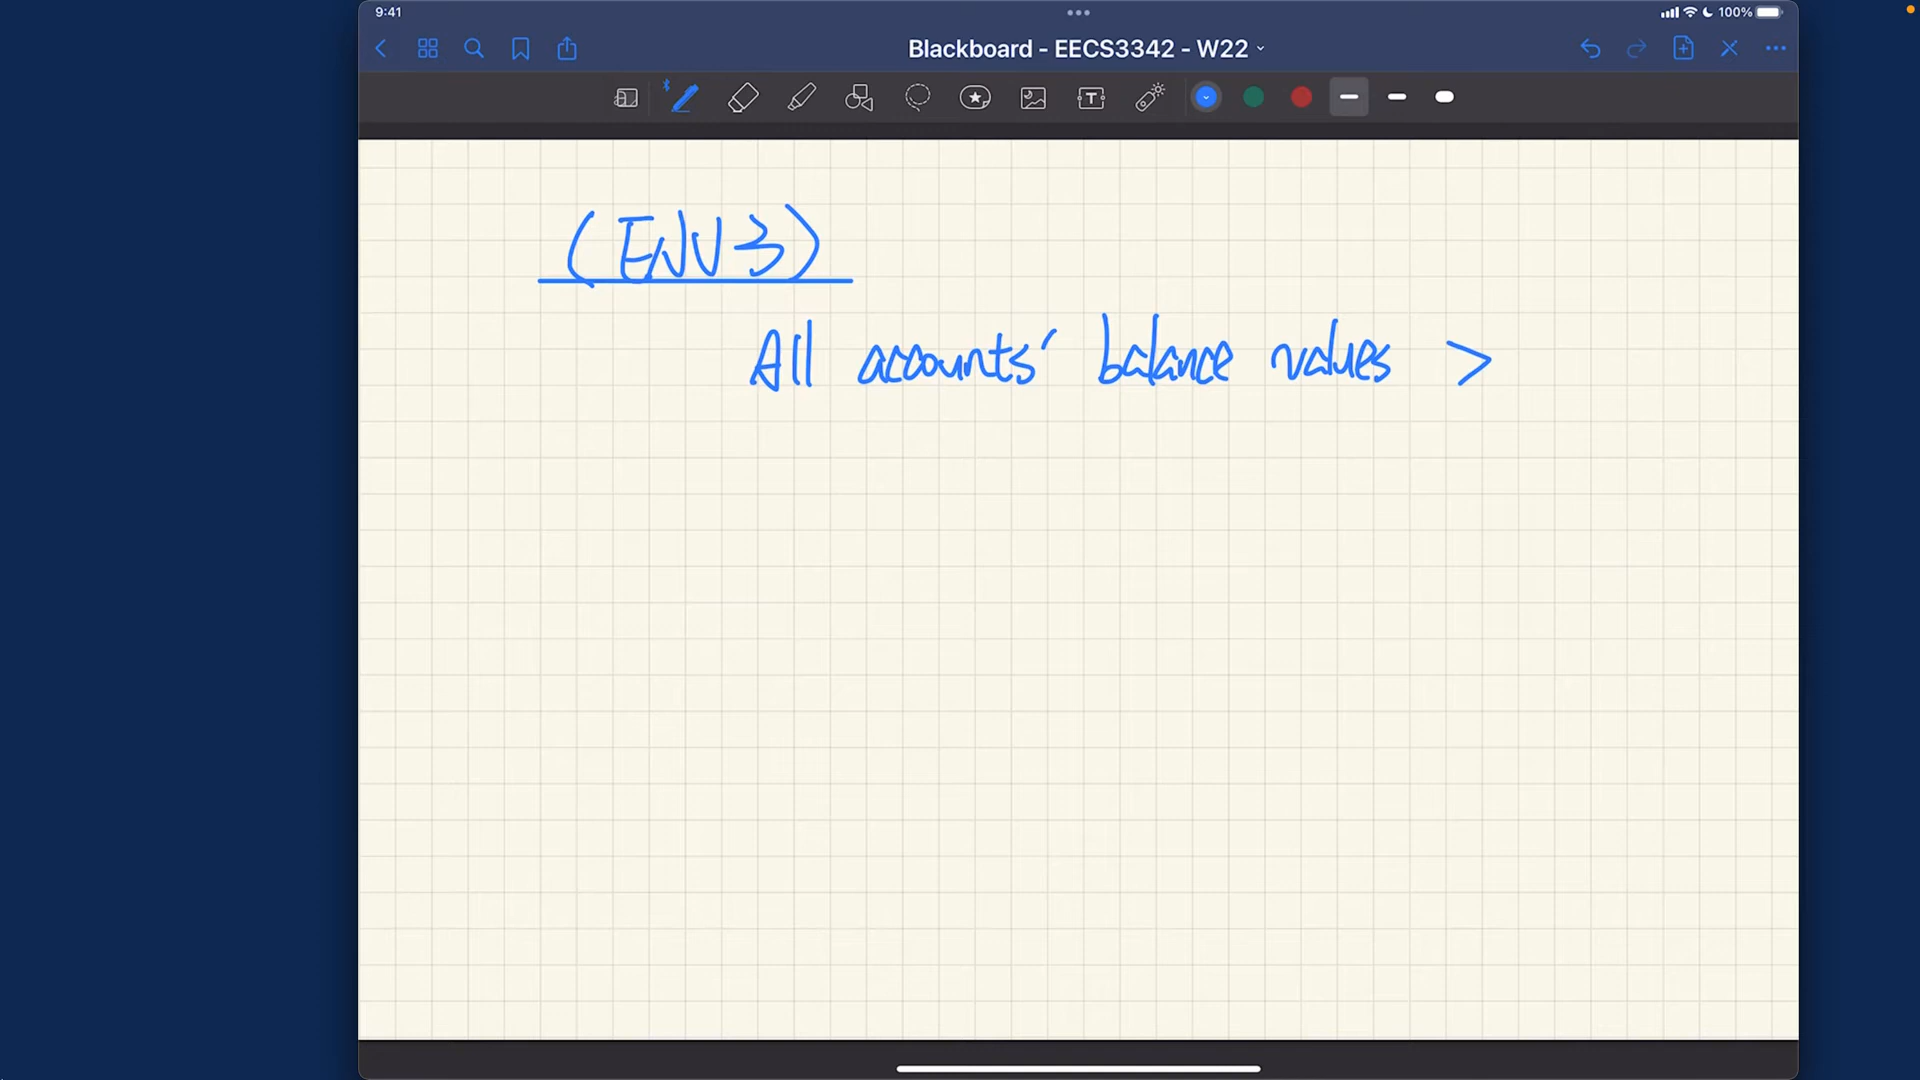 9:41
100%
Blackboard - EECS3342 - W22
(ENV3)
All accounts' balance values >